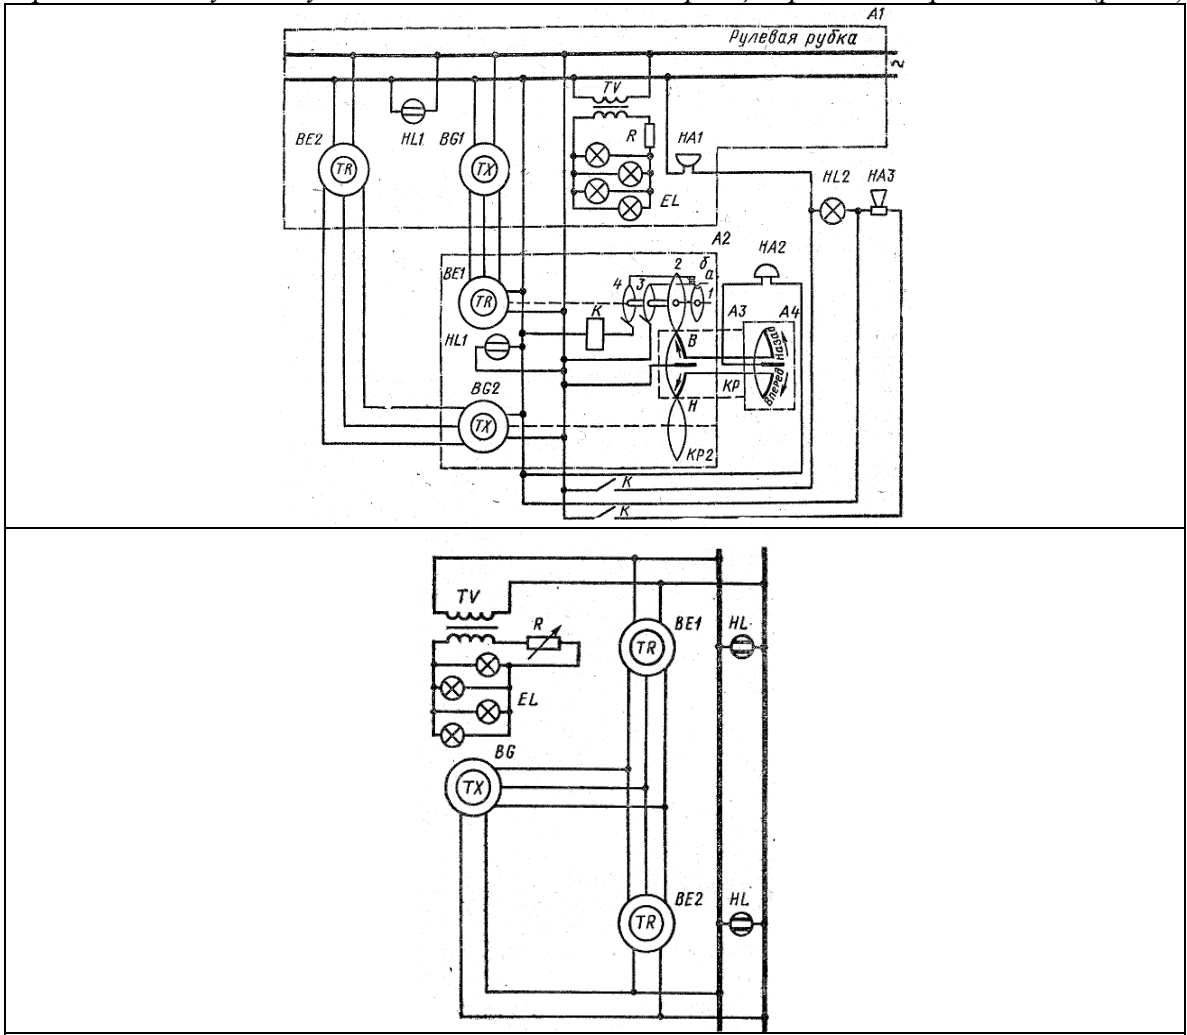 A1
Рулевая рубка
~
TV
BE2
HL1
BG1
R
HA1
TR
TX
EL
HL2
HA3
A2
HA2
BE1
2
б
а
4
3
1
TR
K
A3
A4
HL1
В
Назад
BG2
КР
Вперед
TX
Н
КР2
K
K
TV
R
BE1
HL
TR
EL
BG
TX
BE2
HL
TR